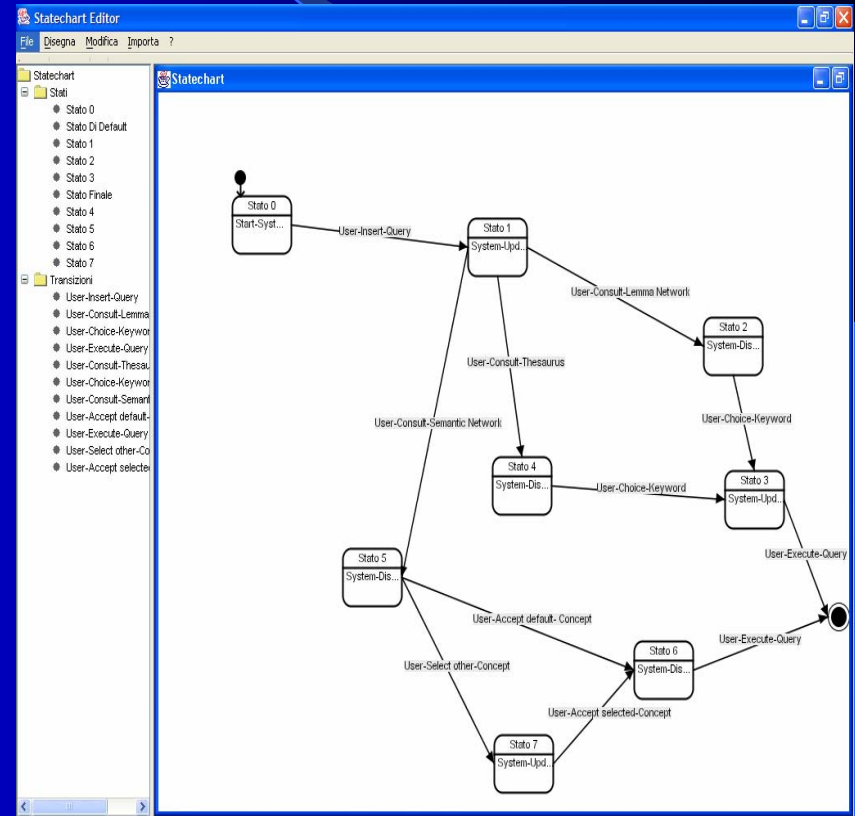 Statechart Editor
File Disegna Modifica Importa ?
Statechart
Stati
Stato 0
Stato Di Default
Stato 1
Stato 2
Stato 3
Stato Finale
Stato 4
Stato 5
Stato 6
Stato 7
Transizioni
User-Insert-Query
User-Consult-Lemma
User-Choice-Keywor
User-Execute-Query
User-Consult-Thesau
User-Choice-Keywor
User-Consult-Semant
User-Accept default-
User-Execute-Query
User-Select other-Co
User-Accept selected
Statechart
Stato 0
Start-Syst...
User-Insert-Query
Stato 1
System-Upd...
User-Consult-Lemma Network
Stato 2
System-Dis...
User-Consult-Thesaurus
User-Choice-Keyword
User-Consult-Semantic Network
Stato 4
System-Dis...
User-Choice-Keyword
Stato 3
System-Upd...
User-Execute-Query
Stato 5
System-Dis...
User-Accept default- Concept
User-Execute-Query
Stato 6
System-Dis...
User-Select other-Concept
User-Accept selected-Concept
Stato 7
System-Upd...